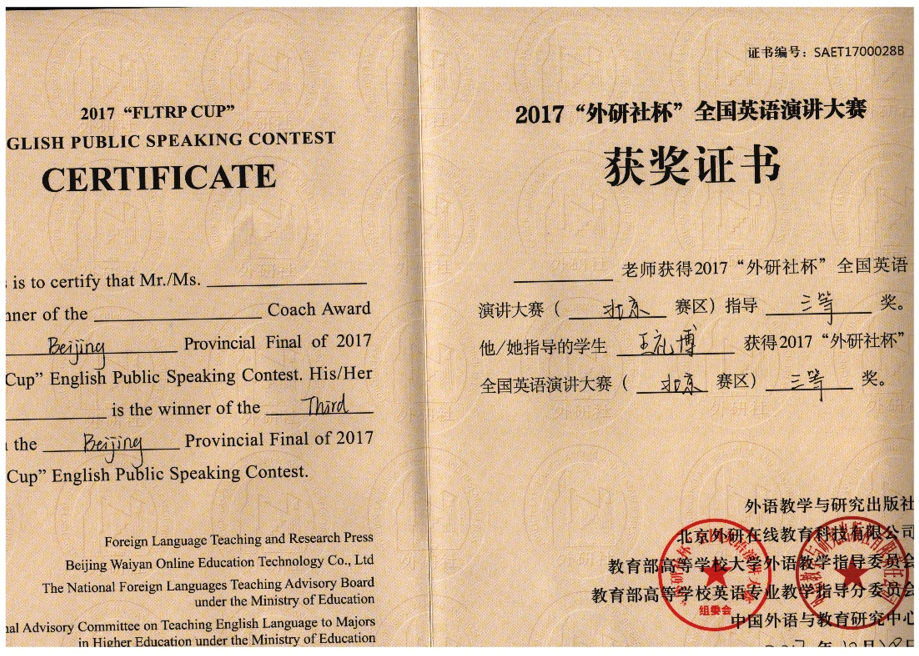 2017 “FLTRP CUP”
GLISH PUBLIC SPEAKING CONTEST
CERTIFICATE
is to certify that Mr./Ms.
nner of the Coach Award
Beijing Provincial Final of 2017
Cup” English Public Speaking Contest. His/Her
is the winner of the Third
the Beijing Provincial Final of 2017
Cup” English Public Speaking Contest.
Foreign Language Teaching and Research Press
Beijing Waiyan Online Education Technology Co., Ltd
The National Foreign Languages Teaching Advisory Board
under the Ministry of Education
nal Advisory Committee on Teaching English Language to Majors
in Higher Education under the Ministry of Education
证书编号：SAET1700028B
2017“外研社杯”全国英语演讲大赛
获奖证书
老师获得2017“外研社杯”全国英语
演讲大赛（北京 赛区）指导 三等 奖。
他/她指导的学生 王 博 获得2017“外研社杯”
全国英语演讲大赛（北京 赛区）三等 奖。
外语教学与研究出版社
北京外研在线教育科技有限公司
教育部高等学校大学外语教学指导委员会
教育部高等学校英语专业教学指导分委员会
中国外语与教育研究中心
组委会
外研社